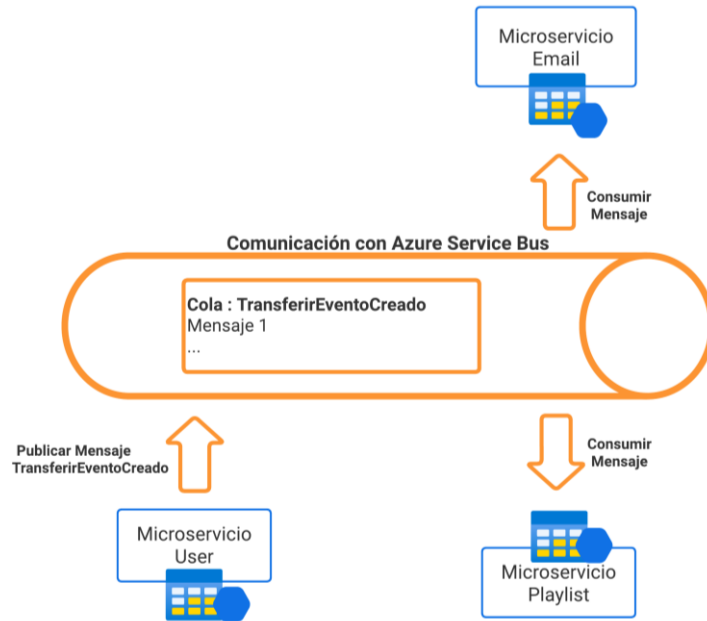 Microservicio
Email
Consumir
Mensaje
Comunicación con Azure Service Bus
Cola : TransferirEventoCreado
Mensaje 1
...
Publicar Mensaje
TransferirEventoCreado
Consumir
Mensaje
Microservicio
User
Microservicio
Playlist